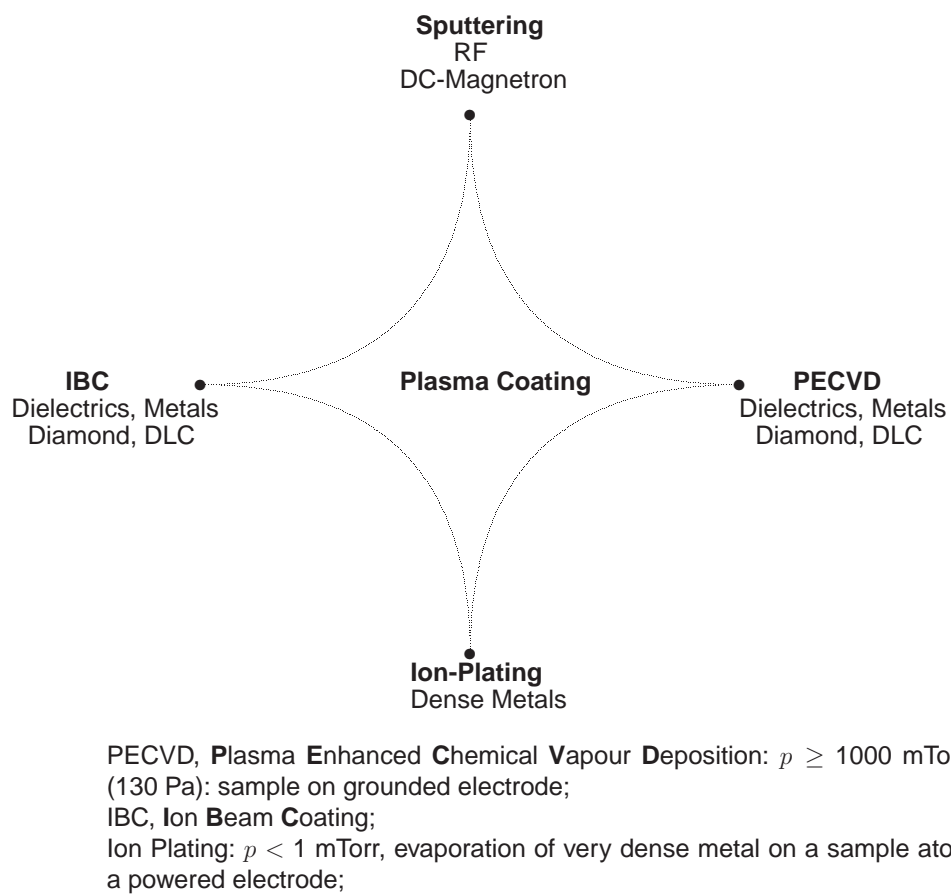 Sputtering
RF
DC-Magnetron
IBC
Dielectrics, Metals
Diamond, DLC
Plasma Coating
PECVD
Dielectrics, Metals
Diamond, DLC
Ion-Plating
Dense Metals
PECVD, Plasma Enhanced Chemical Vapour Deposition: p ≥ 1000 mTo
(130 Pa): sample on grounded electrode;
IBC, Ion Beam Coating;
Ion Plating: p < 1 mTorr, evaporation of very dense metal on a sample ato
a powered electrode;